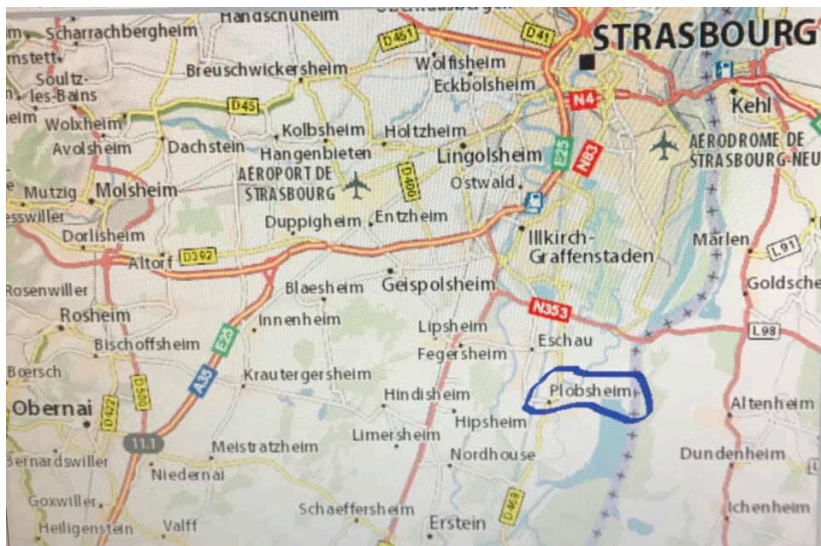 Handschuheim
Scharrachbergheim
D451
D41
STRASBOURG
Wolfisheim
Soultz-
les-Bains
Breuschwickersheim
Eckbolsheim
N4
Kehl
D45
Wolxheim
Kolbsheim
Holtzheim
Avolsheim
Dachstein
Hangenbieten
Lingolsheim
E25
N83
AÉRODROME DE
STRASBOURG-NEU
AÉROPORT DE
STRASBOURG
D400
Ostwald
Mutzig
Molsheim
Entzheim
Duppigheim
Illkirch-
Graffenstaden
Marlen
L91
Dorlisheim
Altorf
D392
Geispolsheim
Goldsche
Blaesheim
Rosenwiller
N353
Rosheim
Innenheim
Lipsheim
L98
Eschau
E25
Bischoffsheim
Fegersheim
Bœrsch
A35
Krautergersheim
D500
Plobsheim
Hindisheim
Altenheim
Obernai
D422
Hipsheim
11.1
Limersheim
Meistratzheim
Nordhouse
Dundenheim
Bernardswiller
Niedernai
D468
Goxwiller
Schaeffersheim
Ichenheim
Heiligenstein
Valff
Erstein